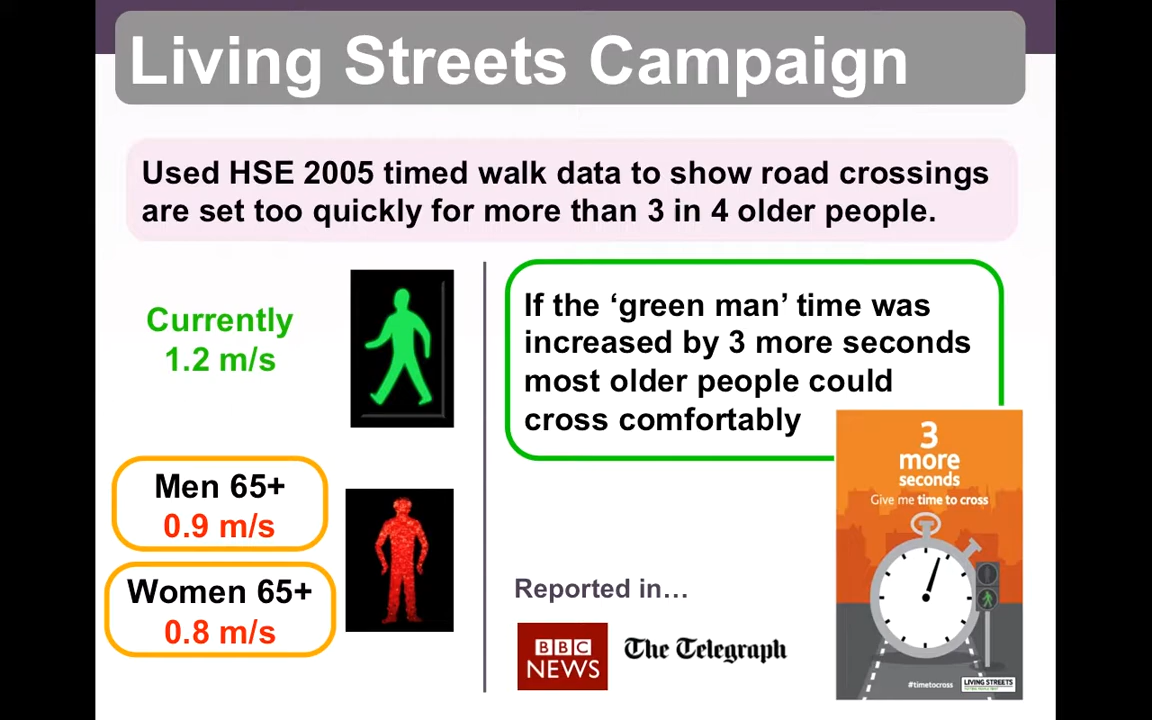 Living Streets Campaign
Used HSE 2005 timed walk data to show road crossings
are set too quickly for more than 3 in 4 older people.
Currently
1.2 m/s
Men 65+
0.9 m/s
Women 65+
0.8 m/s
If the ‘green man’ time was
increased by 3 more seconds
most older people could
cross comfortably
3
more
seconds
Give me time to cross
#timetocross
LIVING STREETS
Reported in…
BBC
NEWS
The Telegraph